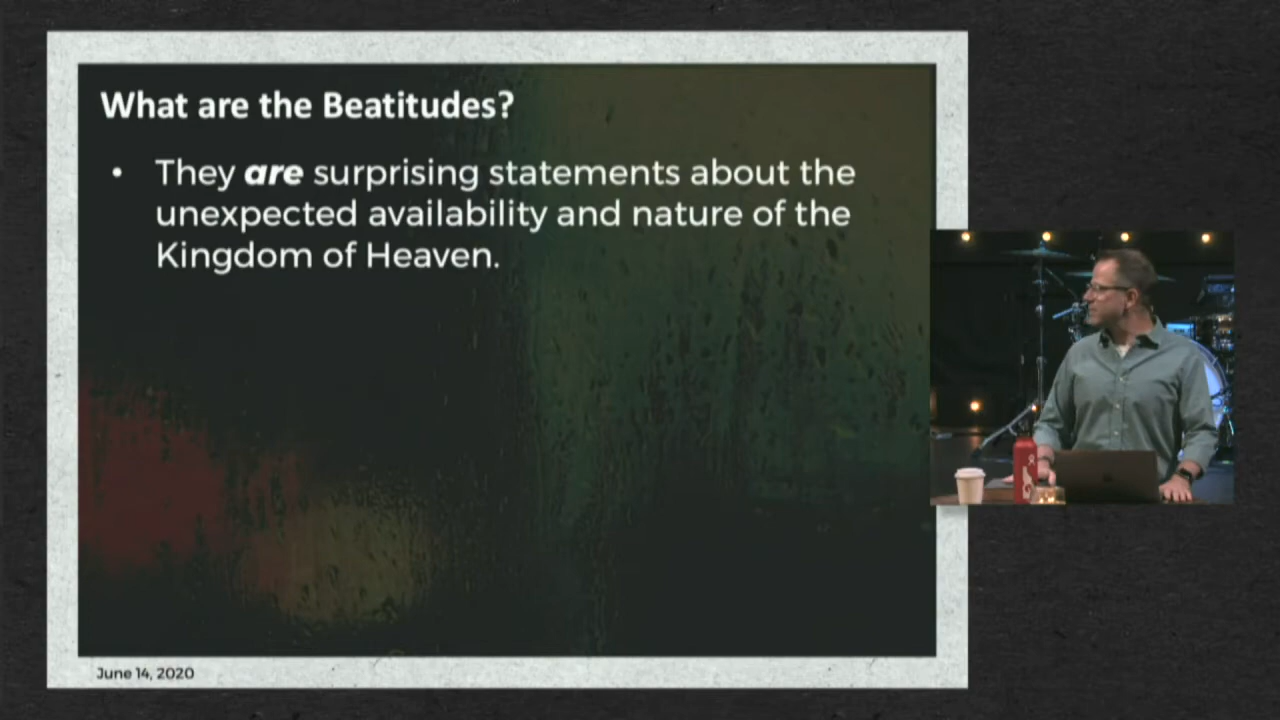 What are the Beatitudes?
• They are surprising statements about the
unexpected availability and nature of the
Kingdom of Heaven.
June 14, 2020